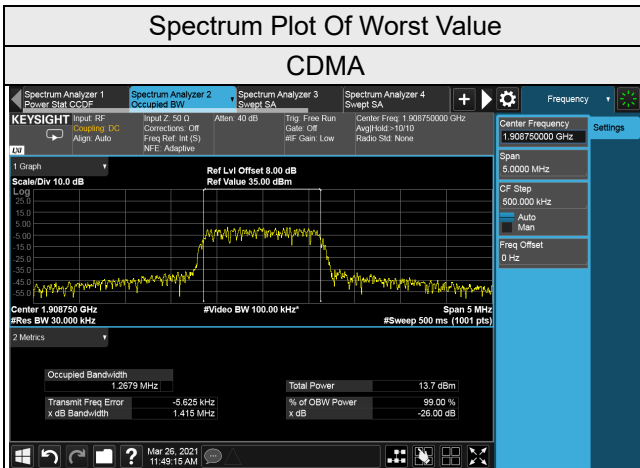 Spectrum Plot Of Worst Value
CDMA
Spectrum Analyzer 1
Power Stat CCDF
Spectrum Analyzer 2
Occupied BW
Spectrum Analyzer 3
Swept SA
Spectrum Analyzer 4
Swept SA
Frequency
KEYSIGHT
Input: RF
Coupling: DC
Align: Auto
Input Z: 50 Ω
Corrections: Off
Freq Ref: Int (S)
NFE: Adaptive
Atten: 40 dB
Trig: Free Run
Gate: Off
#IF Gain: Low
Center Freq: 1.908750000 GHz
Avg|Hold:>10/10
Radio Std: None
LXI
Center Frequency
1.908750000 GHz
Settings
Span
5.0000 MHz
CF Step
500.000 kHz
Auto
Man
Freq Offset
0 Hz
1 Graph
Scale/Div 10.0 dB
Ref Lvl Offset 8.00 dB
Ref Value 35.00 dBm
Log
25.0
15.0
5.00
-5.00
-15.0
-25.0
-35.0
-45.0
-55.0
Center 1.908750 GHz
#Res BW 30.000 kHz
#Video BW 100.00 kHz*
Span 5 MHz
#Sweep 500 ms (1001 pts)
2 Metrics
Occupied Bandwidth
1.2679 MHz
Total Power 13.7 dBm
Transmit Freq Error -5.625 kHz
% of OBW Power 99.00 %
x dB Bandwidth 1.415 MHz
x dB -26.00 dB
Mar 26, 2021
11:49:15 AM